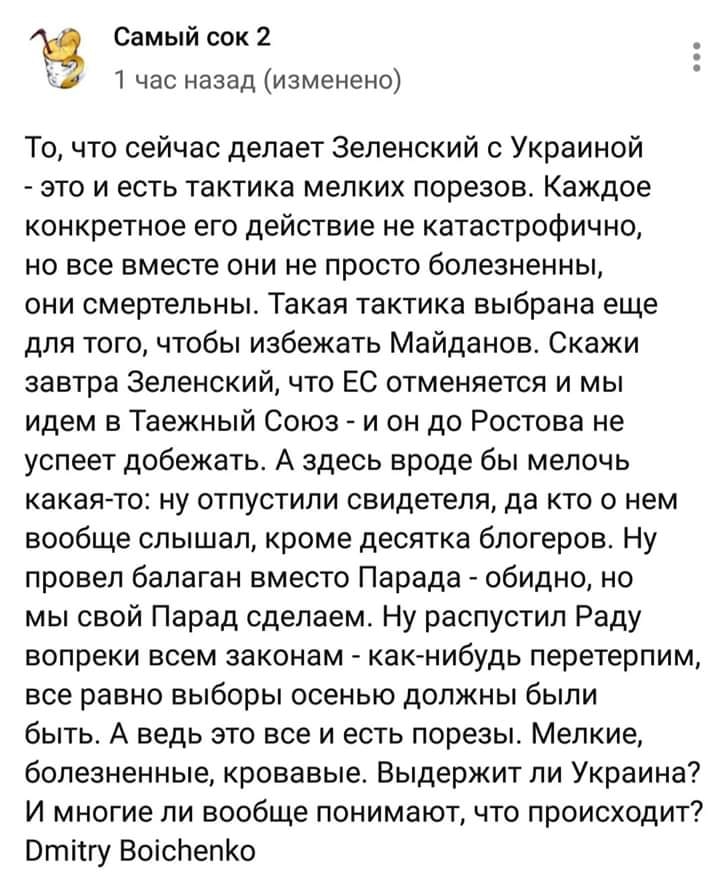 Самый сок 2
1 час назад (изменено)
То, что сейчас делает Зеленский с Украиной
- это и есть тактика мелких порезов. Каждое
конкретное его действие не катастрофично,
но все вместе они не просто болезненны,
они смертельны. Такая тактика выбрана еще
для того, чтобы избежать Майданов. Скажи
завтра Зеленский, что ЕС отменяется и мы
идем в Таежный Союз - и он до Ростова не
успеет добежать. А здесь вроде бы мелочь
какая-то: ну отпустили свидетеля, да кто о нем
вообще слышал, кроме десятка блогеров. Ну
провел балаган вместо Парада - обидно, но
мы свой Парад сделаем. Ну распустил Раду
вопреки всем законам - как-нибудь перетерпим,
все равно выборы осенью должны были
быть. А ведь это все и есть порезы. Мелкие,
болезненные, кровавые. Выдержит ли Украина?
И многие ли вообще понимают, что происходит?
Dmitry Boichenko